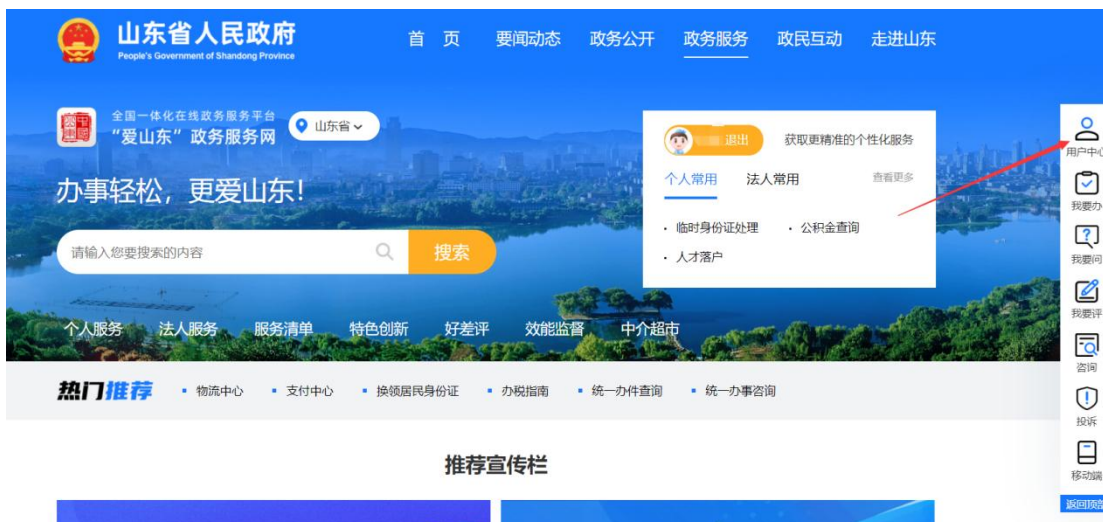 山东省人民政府
People's Government of Shandong Province
首 页 要闻动态 政务公开 政务服务 政民互动 走进山东
全国一体化在线政务服务平台
“爱山东”政务服务网
山东省
办事轻松，更爱山东！
请输入您要搜索的内容
搜索
退出
获取更精准的个性化服务
个人常用 法人常用 查看更多
· 临时身份证处理 · 公积金查询
· 人才落户
个人服务 法人服务 服务清单 特色创新 好差评 效能监督 中介超市
热门推荐 物流中心 支付中心 换领居民身份证 办税指南 统一办件查询 统一办事咨询
推荐宣传栏
用户中心
我要办
我要问
我要评
咨询
投诉
移动端
返回顶部